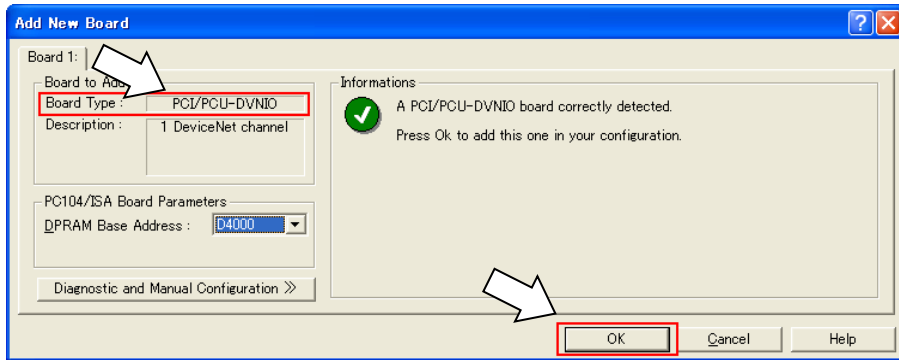 Add New Board
Board 1:
Board to Add
Board Type : PCI/PCU-DVNIO
Description : 1 DeviceNet channel
PC104/ISA Board Parameters
DPRAM Base Address : D4000
Diagnostic and Manual Configuration >>
Informations
A PCI/PCU-DVNIO board correctly detected.
Press Ok to add this one in your configuration.
OK Cancel Help